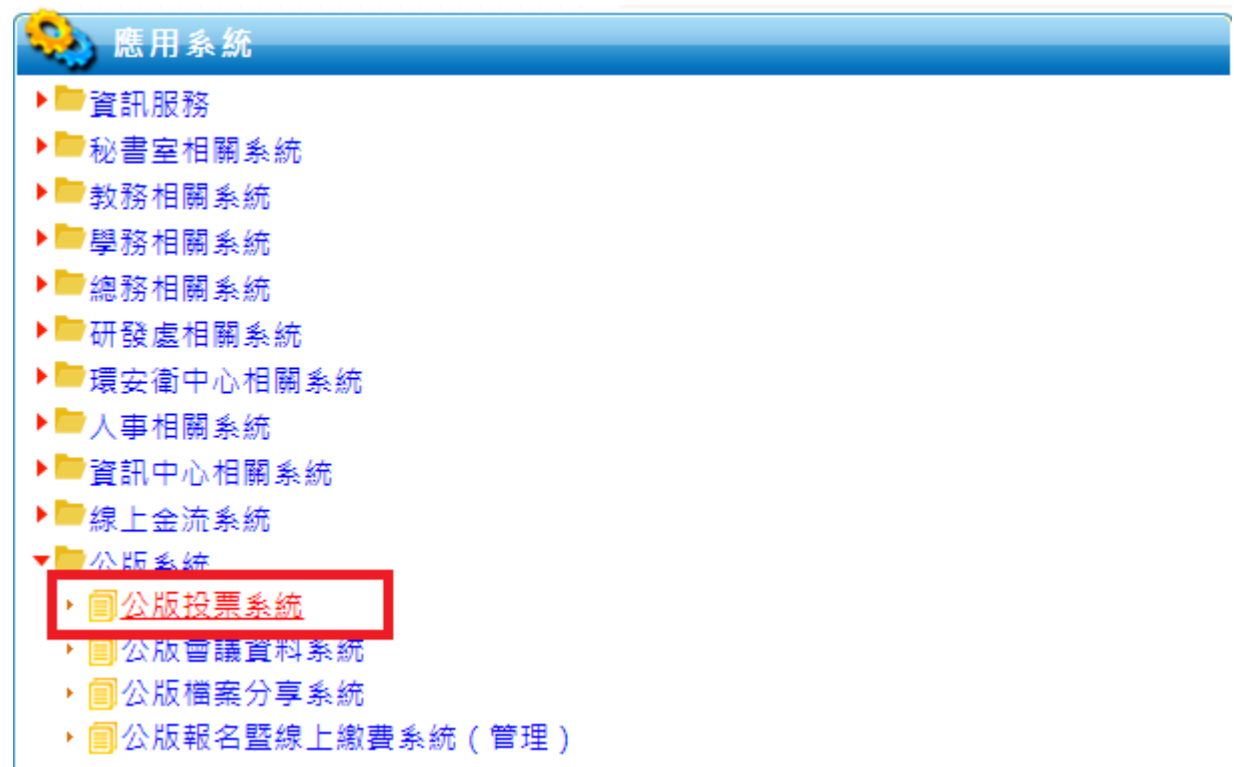 應用系統
資訊服務
秘書室相關系統
教務相關系統
學務相關系統
總務相關系統
研發處相關系統
環安衛中心相關系統
人事相關系統
資訊中心相關系統
線上金流系統
公版系統
公版投票系統
公版會議資料系統
公版檔案分享系統
公版報名暨線上繳費系統(管理)